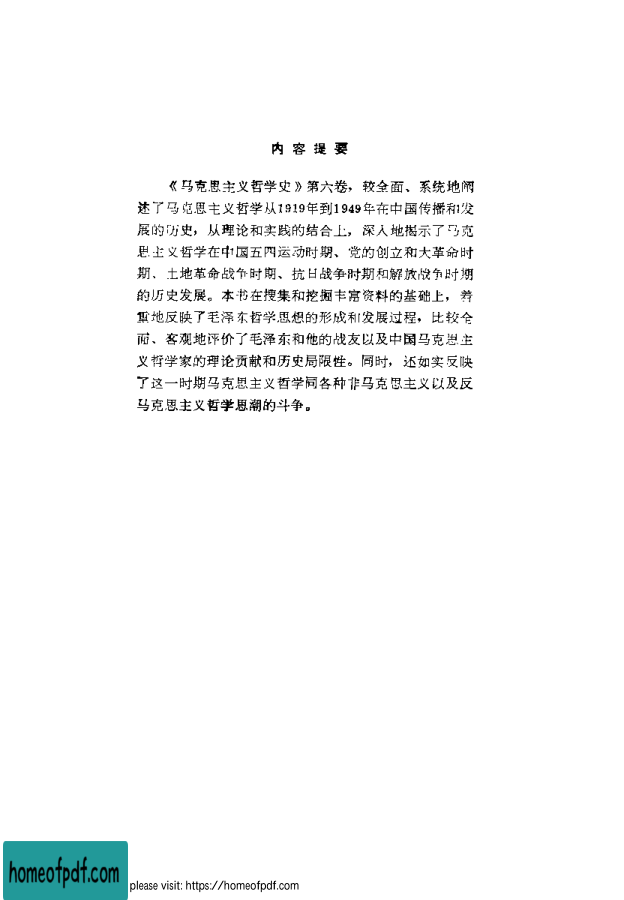 内容提要
《马克思主义哲学史》第六卷，较全面、系统地阐
述了马克思主义哲学从1919年到1949年在中国传播和发
展的历史，从理论和实践的结合上，深入地揭示了马克
思主义哲学在中国五四运动时期、党的创立和大革命时
期、土地革命战争时期、抗日战争时期和解放战争时期
的历史发展。本书在搜集和挖掘丰富资料的基础上，着
重地反映了毛泽东哲学思想的形成和发展过程，比较全
面、客观地评价了毛泽东和他的战友以及中国马克思主
义哲学家的理论贡献和历史局限性。同时，还如实反映
了这一时期马克思主义哲学同各种非马克思主义以及反
马克思主义哲学思潮的斗争。
homeofpdf.com
please visit: https://homeofpdf.com